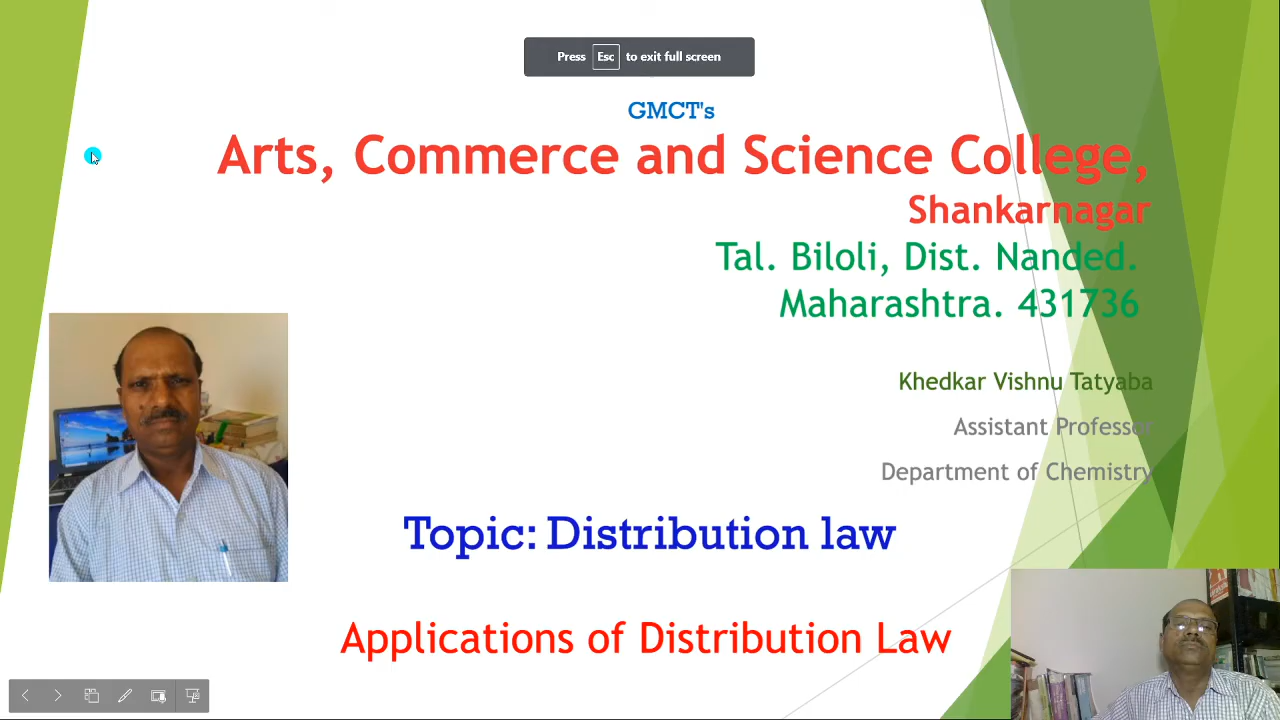 Press Esc to exit full screen
GMCT's
Arts, Commerce and Science College,
Shankarnagar
Tal. Biloli, Dist. Nanded.
Maharashtra. 431736
Khedkar Vishnu Tatyaba
Assistant Professor
Department of Chemistry
Topic: Distribution law
Applications of Distribution Law